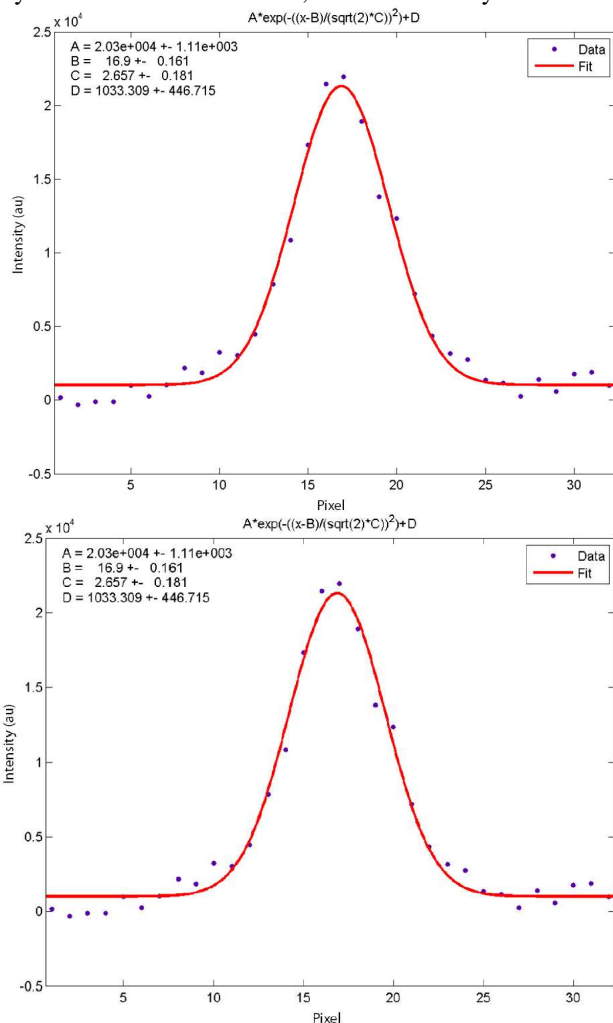 A*exp(-((x-B)/(sqrt(2)*C))²)+D
x 10⁴
A = 2.03e+004 +- 1.11e+003
B = 16.9 +- 0.161
C = 2.657 +- 0.181
D = 1033.309 +- 446.715
Data
Fit
2.5
2
1.5
1
0.5
0
-0.5
Intensity (au)
5 10 15 20 25 30
Pixel
A*exp(-((x-B)/(sqrt(2)*C))²)+D
x 10⁴
A = 2.03e+004 +- 1.11e+003
B = 16.9 +- 0.161
C = 2.657 +- 0.181
D = 1033.309 +- 446.715
Data
Fit
2.5
2
1.5
1
0.5
0
-0.5
Intensity (au)
5 10 15 20 25 30
Pixel